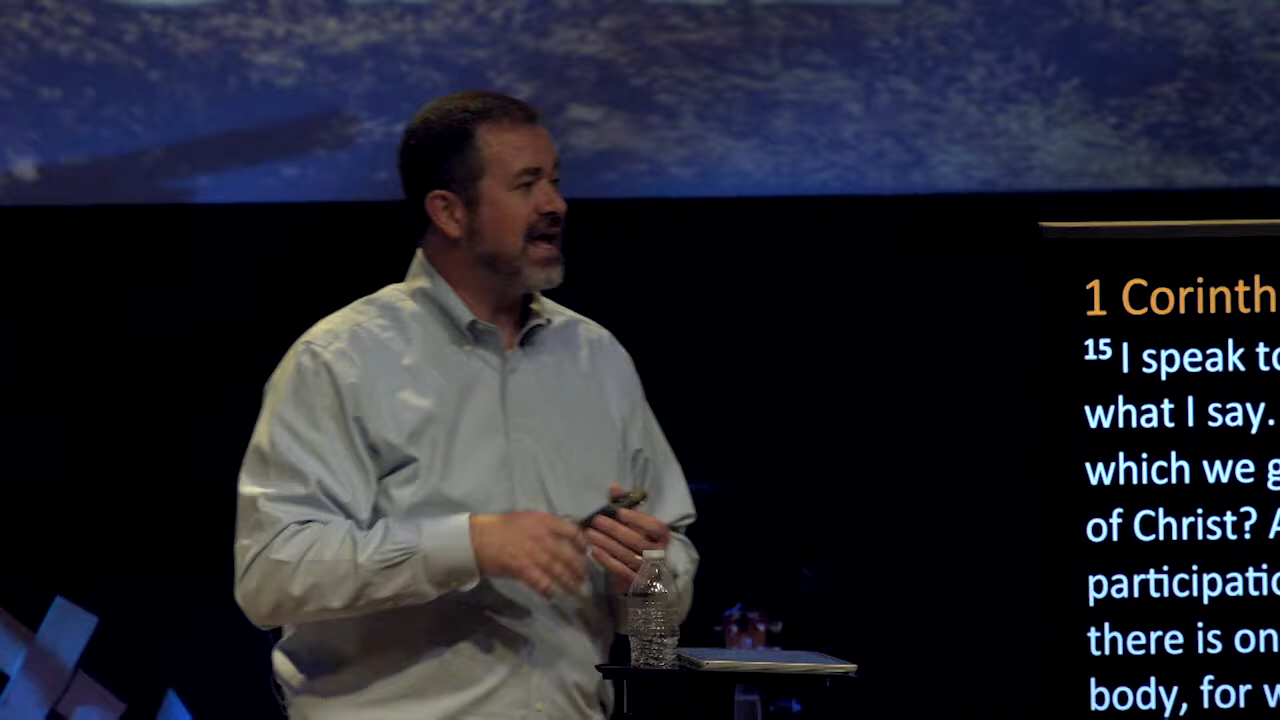 1 Corinth
15 I speak to
what I say.
which we g
of Christ? A
participatio
there is on
body, for w